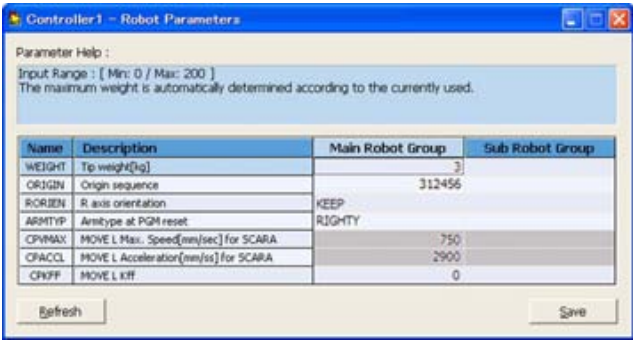 Controller1 - Robot Parameters
Parameter Help :
Input Range : [ Min: 0 / Max: 200 ]
The maximum weight is automatically determined according to the currently used.
Name Description Main Robot Group Sub Robot Group
WEIGHT Tip weight[kg] 3
ORIGIN Origin sequence 312456
RORIEN R axis orientation KEEP
ARMTYP Armtype at PGM reset RIGHTY
CPVMAX MOVE L Max. Speed[mm/sec] for SCARA 750
CPACCL MOVE L Acceleration[mm/ss] for SCARA 2900
CPKFF MOVE L Kff 0
Refresh Save